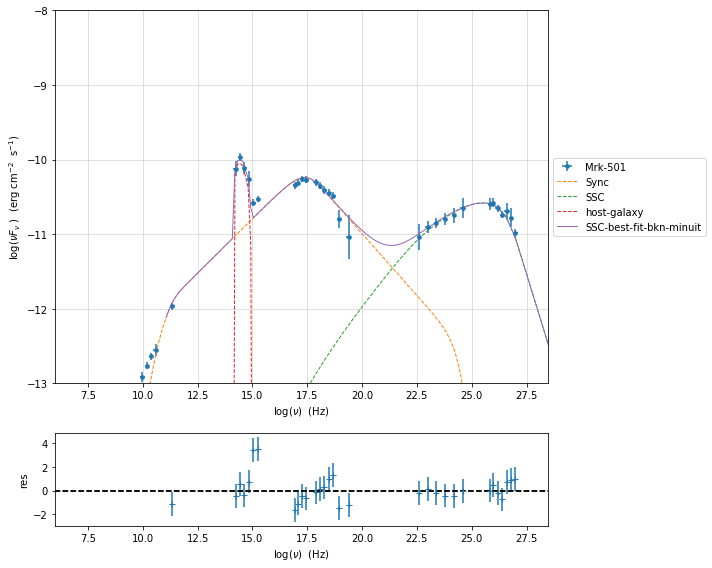 −8
−9
−10
−11
−12
−13
log(νF_ν )  (erg cm⁻²  s⁻¹)
7.5 10.0 12.5 15.0 17.5 20.0 22.5 25.0 27.5
log(ν)  (Hz)
Mrk-501
Sync
SSC
host-galaxy
SSC-best-fit-bkn-minuit
4
2
0
−2
res
7.5 10.0 12.5 15.0 17.5 20.0 22.5 25.0 27.5
log(ν)  (Hz)